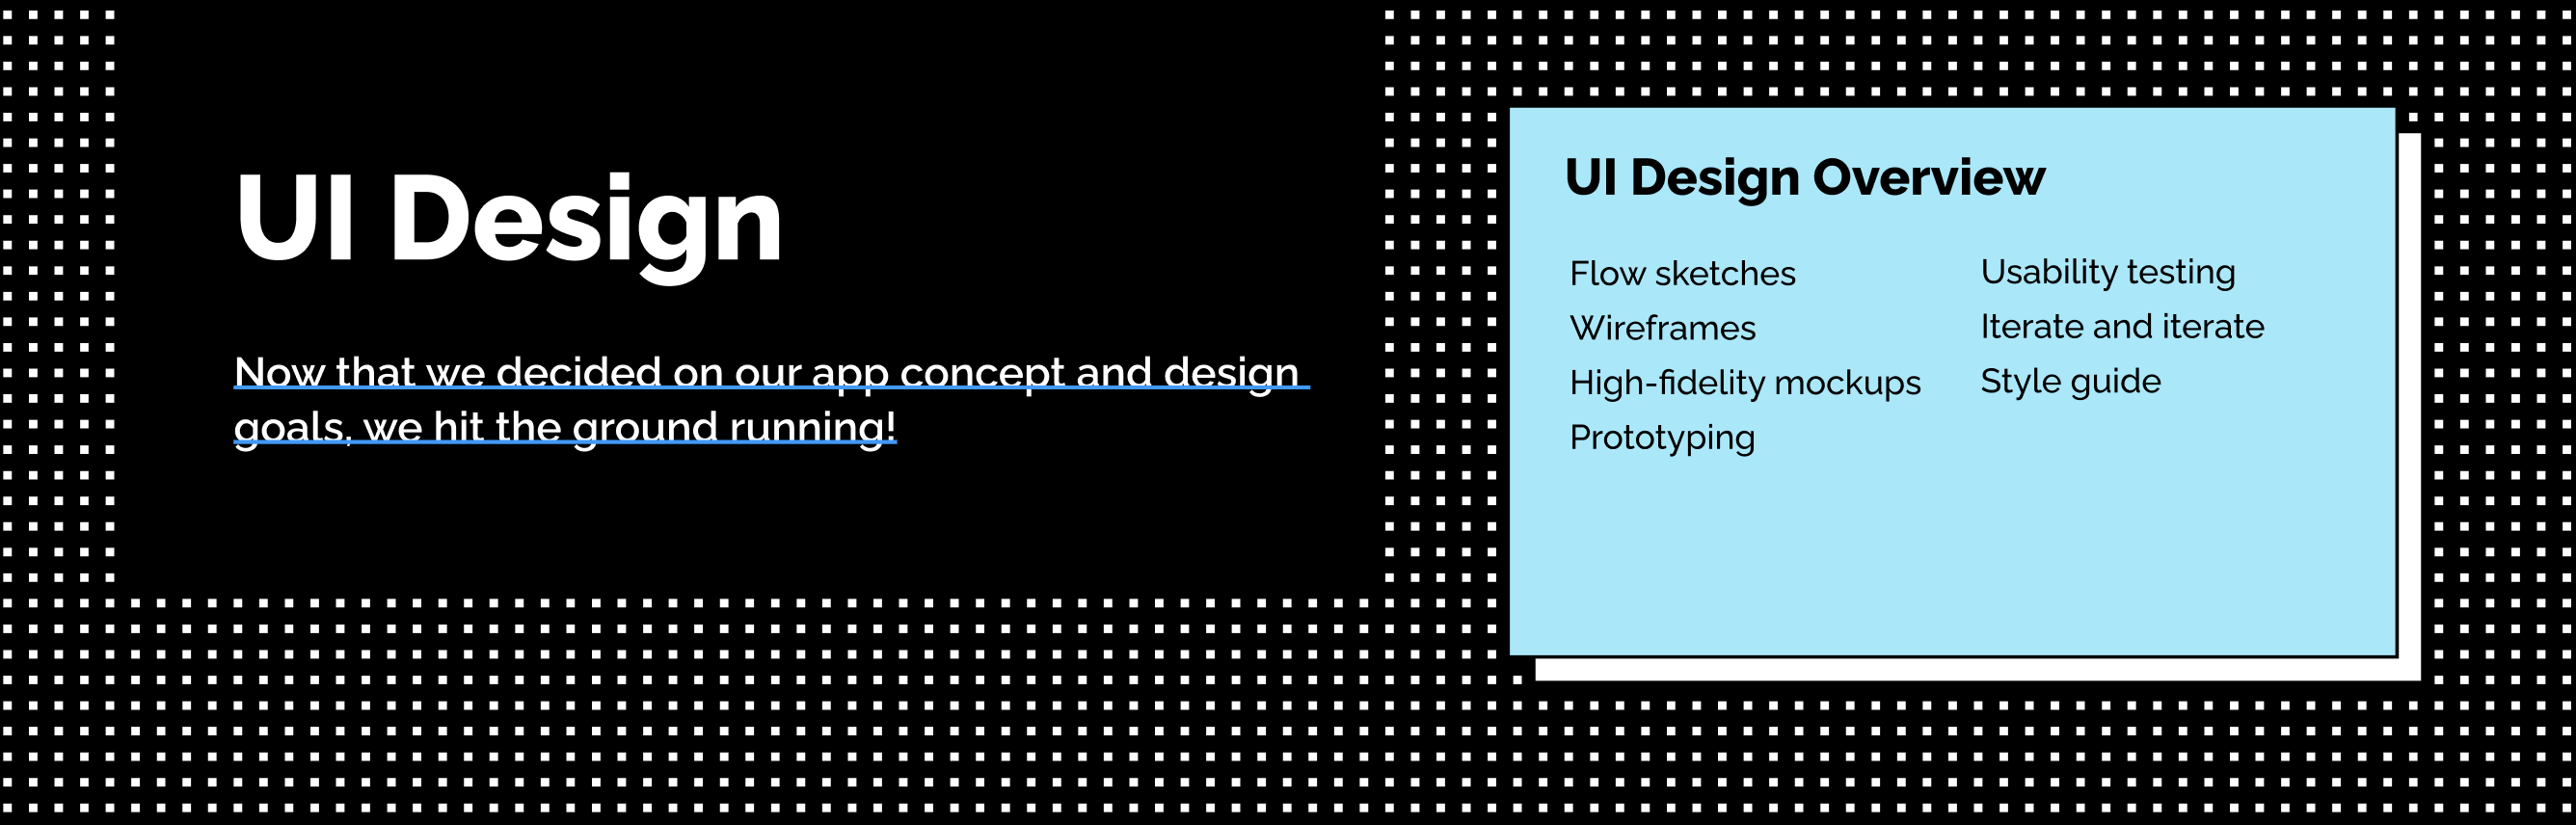 UI Design
Now that we decided on our app concept and design
goals, we hit the ground running!
UI Design Overview
Flow sketches
Wireframes
High-fidelity mockups
Prototyping
Usability testing
Iterate and iterate
Style guide